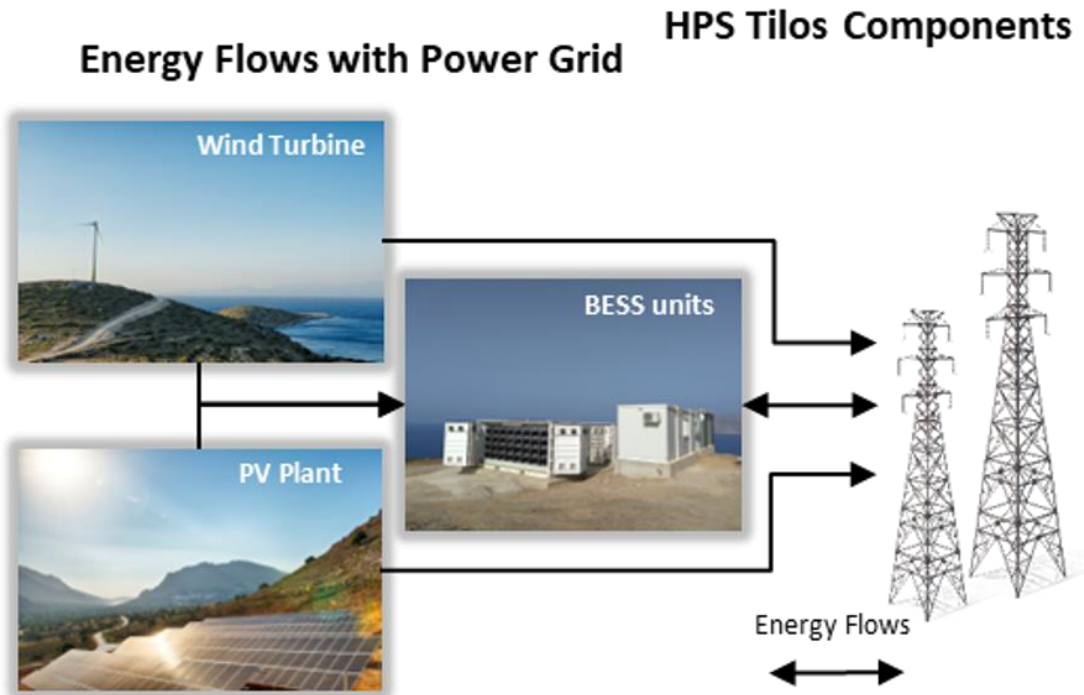 HPS Tilos Components
Energy Flows with Power Grid
Wind Turbine
BESS units
PV Plant
Energy Flows